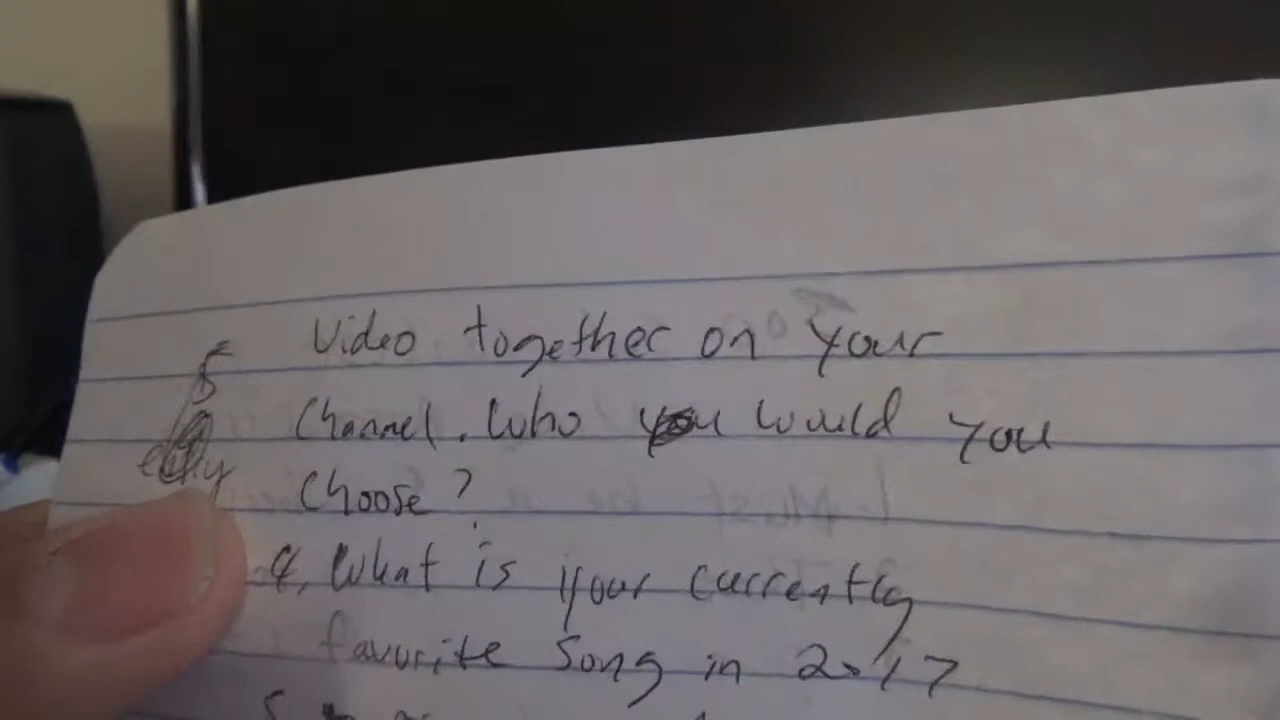 Video together on your
Channel. Who you would you
Choose?
4. What is your currently
favorite song in 2017